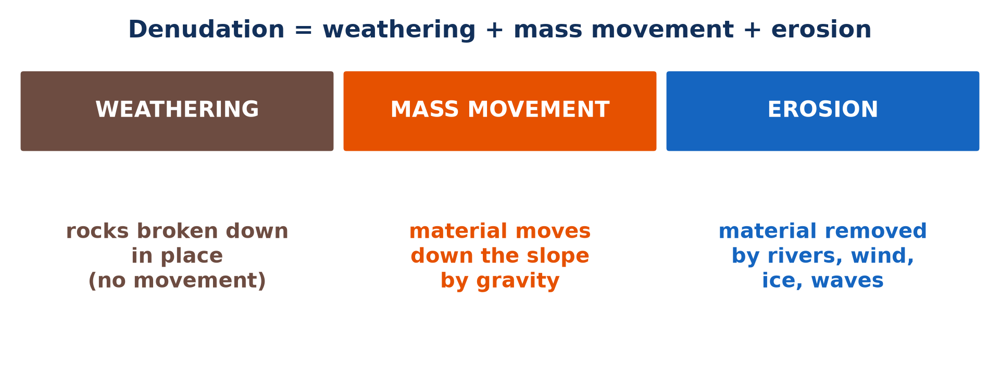 Denudation = weathering + mass movement + erosion
WEATHERING
MASS MOVEMENT
EROSION
rocks broken down
in place
(no movement)
material moves
down the slope
by gravity
material removed
by rivers, wind,
ice, waves